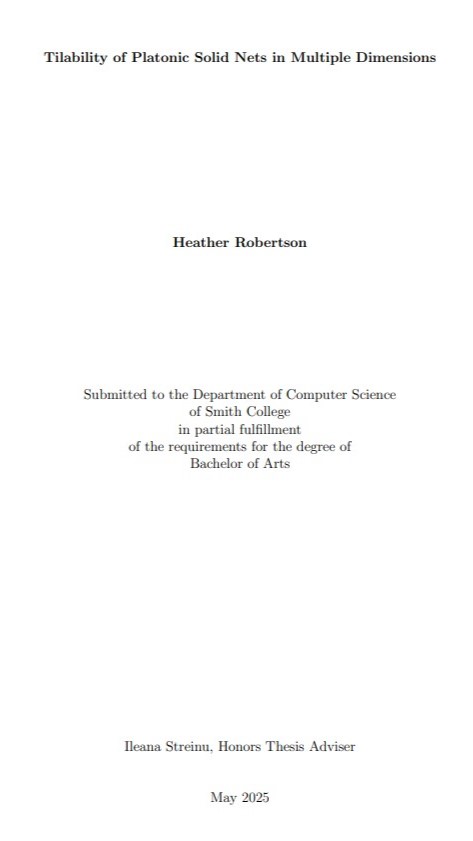 Tilability of Platonic Solid Nets in Multiple Dimensions
Heather Robertson
Submitted to the Department of Computer Science
of Smith College
in partial fulfillment
of the requirements for the degree of
Bachelor of Arts
Ileana Streinu, Honors Thesis Adviser
May 2025